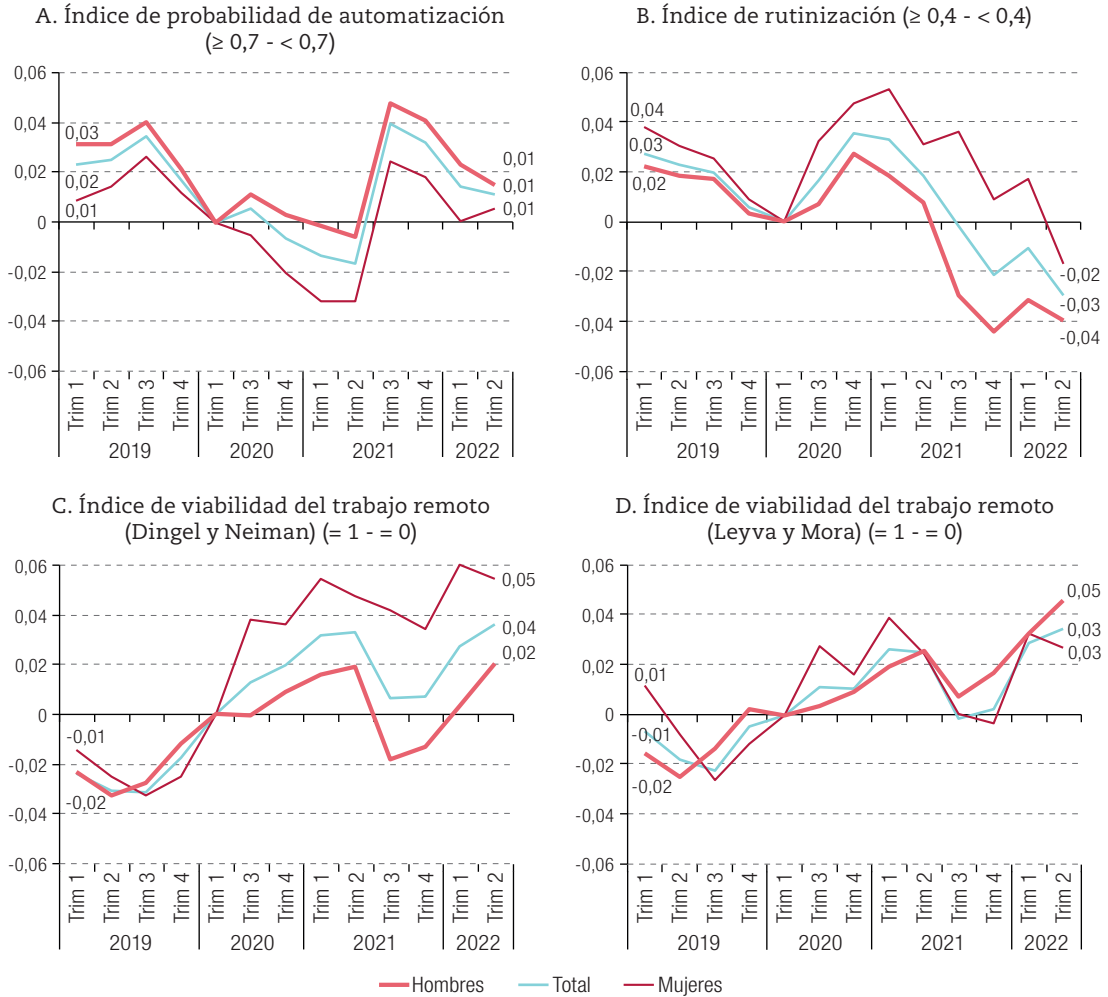 A. Índice de probabilidad de automatización
(≥ 0,7 - < 0,7)
0,06
0,04
0,02
0
-0,02
-0,04
-0,06
0,03
0,02
0,01
0,01
0,01
0,01
Trim 1
Trim 2
Trim 3
Trim 4
Trim 1
Trim 3
Trim 4
Trim 1
Trim 2
Trim 3
Trim 4
Trim 1
Trim 2
2019
2020
2021
2022
B. Índice de rutinización (≥ 0,4 - < 0,4)
0,06
0,04
0,02
0
-0,02
-0,04
-0,06
0,04
0,03
0,02
-0,02
-0,03
-0,04
Trim 1
Trim 2
Trim 3
Trim 4
Trim 1
Trim 3
Trim 4
Trim 1
Trim 2
Trim 3
Trim 4
Trim 1
Trim 2
2019
2020
2021
2022
C. Índice de viabilidad del trabajo remoto
(Dingel y Neiman) (= 1 - = 0)
0,06
0,04
0,02
0
-0,02
-0,04
-0,06
-0,01
-0,02
0,05
0,04
0,02
Trim 1
Trim 2
Trim 3
Trim 4
Trim 1
Trim 3
Trim 4
Trim 1
Trim 2
Trim 3
Trim 4
Trim 1
Trim 2
2019
2020
2021
2022
D. Índice de viabilidad del trabajo remoto
(Leyva y Mora) (= 1 - = 0)
0,06
0,04
0,02
0
-0,02
-0,04
-0,06
0,01
-0,01
-0,02
0,05
0,03
0,03
Trim 1
Trim 2
Trim 3
Trim 4
Trim 1
Trim 3
Trim 4
Trim 1
Trim 2
Trim 3
Trim 4
Trim 1
Trim 2
2019
2020
2021
2022
Hombres
Total
Mujeres